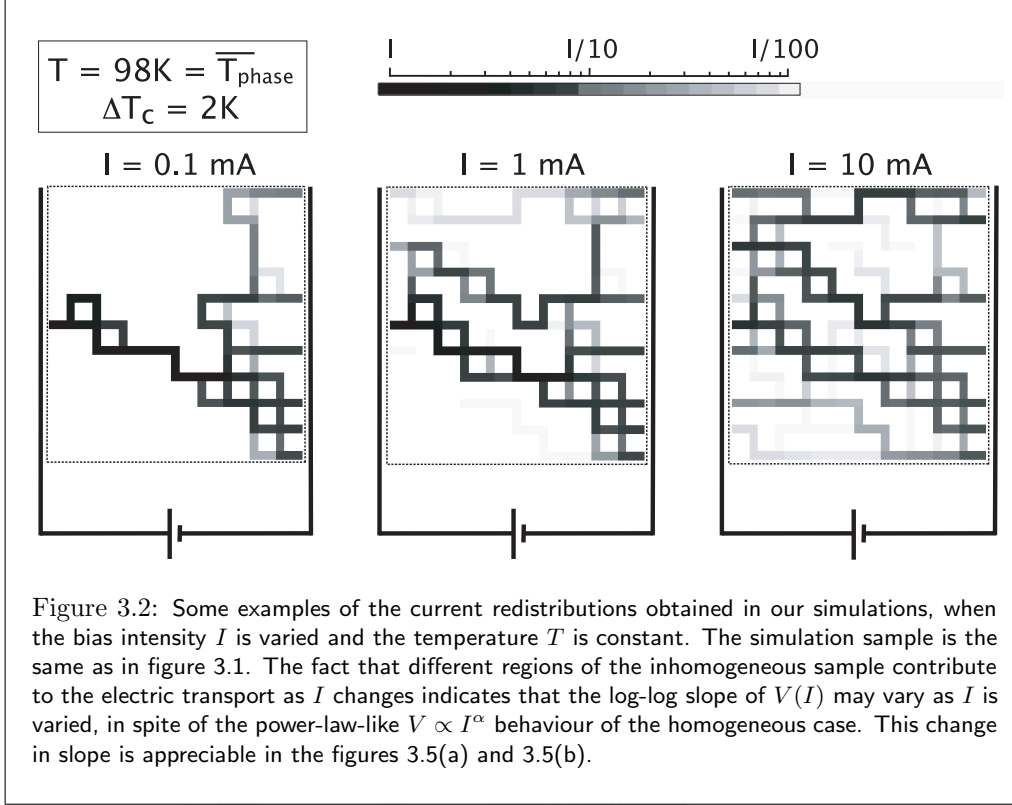 T = 98K = T̅phase
ΔTc = 2K
I I/10 I/100
I = 0.1 mA
I = 1 mA
I = 10 mA
Figure 3.2: Some examples of the current redistributions obtained in our simulations, when
the bias intensity I is varied and the temperature T is constant. The simulation sample is the
same as in figure 3.1. The fact that different regions of the inhomogeneous sample contribute
to the electric transport as I changes indicates that the log-log slope of V(I) may vary as I is
varied, in spite of the power-law-like V ∝ I^α behaviour of the homogeneous case. This change
in slope is appreciable in the figures 3.5(a) and 3.5(b).